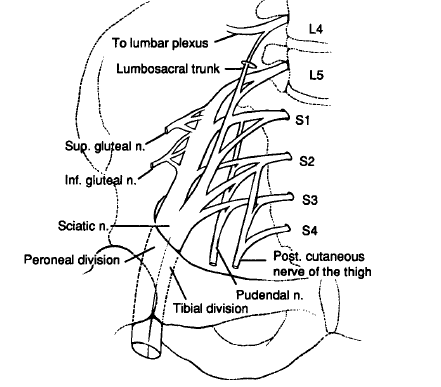 L4
To lumbar plexus
Lumbosacral trunk
L5
S1
Sup. gluteal n.
S2
Inf. gluteal n.
S3
Sciatic n.
S4
Peroneal division
Post. cutaneous
nerve of the thigh
Pudendal n.
Tibial division